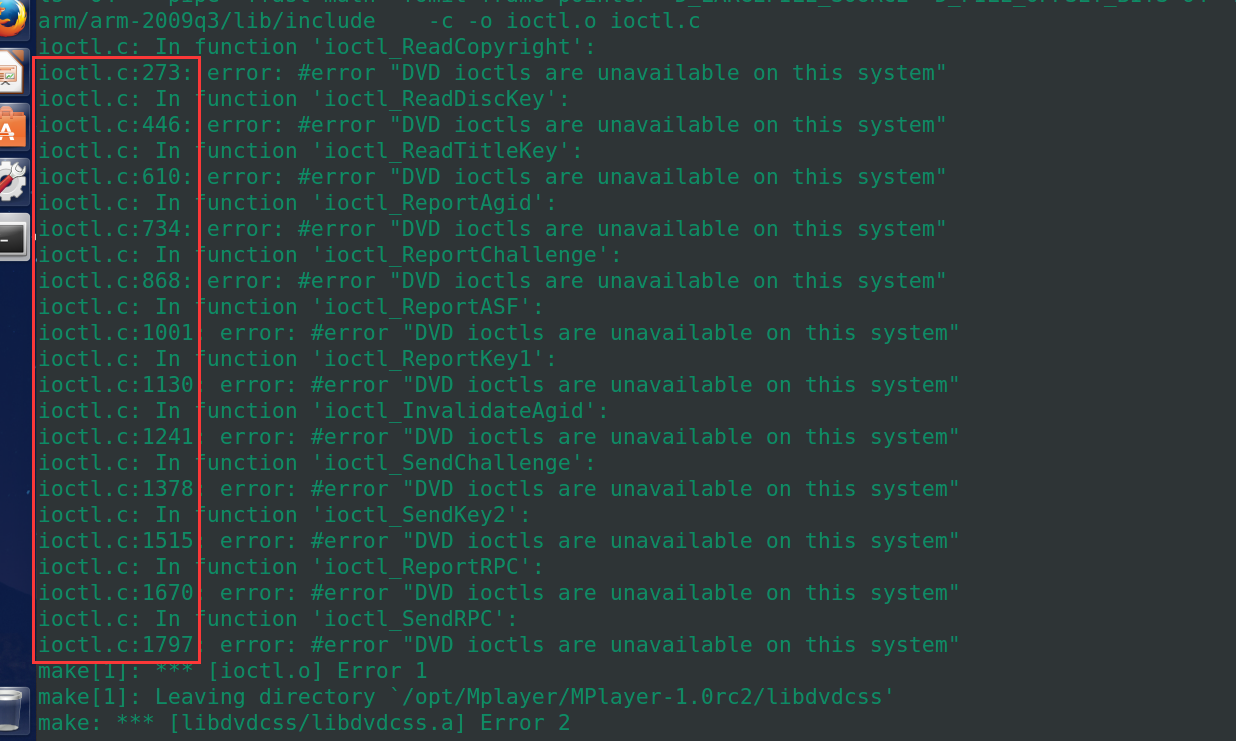 arm/arm-2009q3/lib/include    -c -o ioctl.o ioctl.c
ioctl.c: In function 'ioctl_ReadCopyright':
ioctl.c:273: error: #error "DVD ioctls are unavailable on this system"
ioctl.c: In function 'ioctl_ReadDiscKey':
ioctl.c:446: error: #error "DVD ioctls are unavailable on this system"
ioctl.c: In function 'ioctl_ReadTitleKey':
ioctl.c:610: error: #error "DVD ioctls are unavailable on this system"
ioctl.c: In function 'ioctl_ReportAgid':
ioctl.c:734: error: #error "DVD ioctls are unavailable on this system"
ioctl.c: In function 'ioctl_ReportChallenge':
ioctl.c:868: error: #error "DVD ioctls are unavailable on this system"
ioctl.c: In function 'ioctl_ReportASF':
ioctl.c:1001: error: #error "DVD ioctls are unavailable on this system"
ioctl.c: In function 'ioctl_ReportKey1':
ioctl.c:1130: error: #error "DVD ioctls are unavailable on this system"
ioctl.c: In function 'ioctl_InvalidateAgid':
ioctl.c:1241: error: #error "DVD ioctls are unavailable on this system"
ioctl.c: In function 'ioctl_SendChallenge':
ioctl.c:1378: error: #error "DVD ioctls are unavailable on this system"
ioctl.c: In function 'ioctl_SendKey2':
ioctl.c:1515: error: #error "DVD ioctls are unavailable on this system"
ioctl.c: In function 'ioctl_ReportRPC':
ioctl.c:1670: error: #error "DVD ioctls are unavailable on this system"
ioctl.c: In function 'ioctl_SendRPC':
ioctl.c:1797: error: #error "DVD ioctls are unavailable on this system"
make[1]: *** [ioctl.o] Error 1
make[1]: Leaving directory `/opt/Mplayer/MPlayer-1.0rc2/libdvdcss'
make: *** [libdvdcss/libdvdcss.a] Error 2